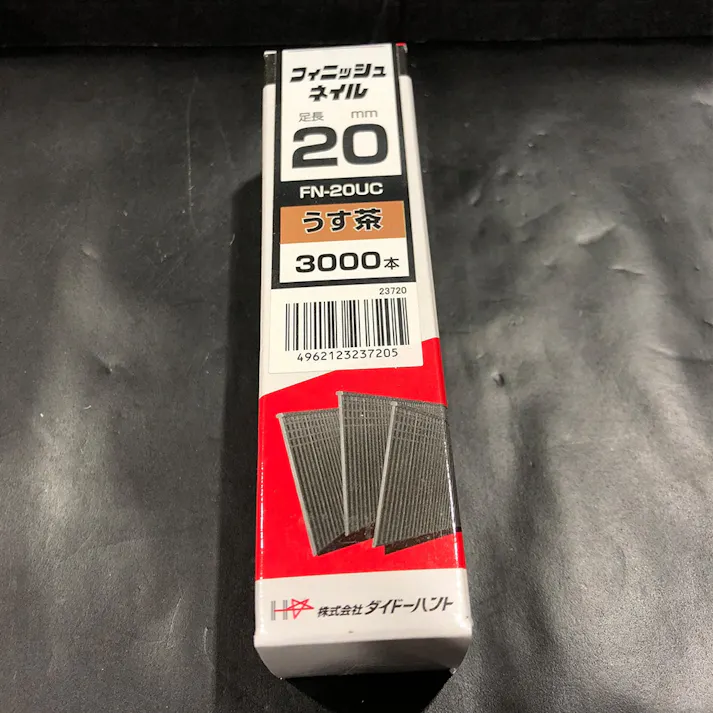 フィニッシュ
ネイル
足長 mm
20
FN-20UC
うす茶
3000本
23720
4962123237205
株式会社ダイドーハント